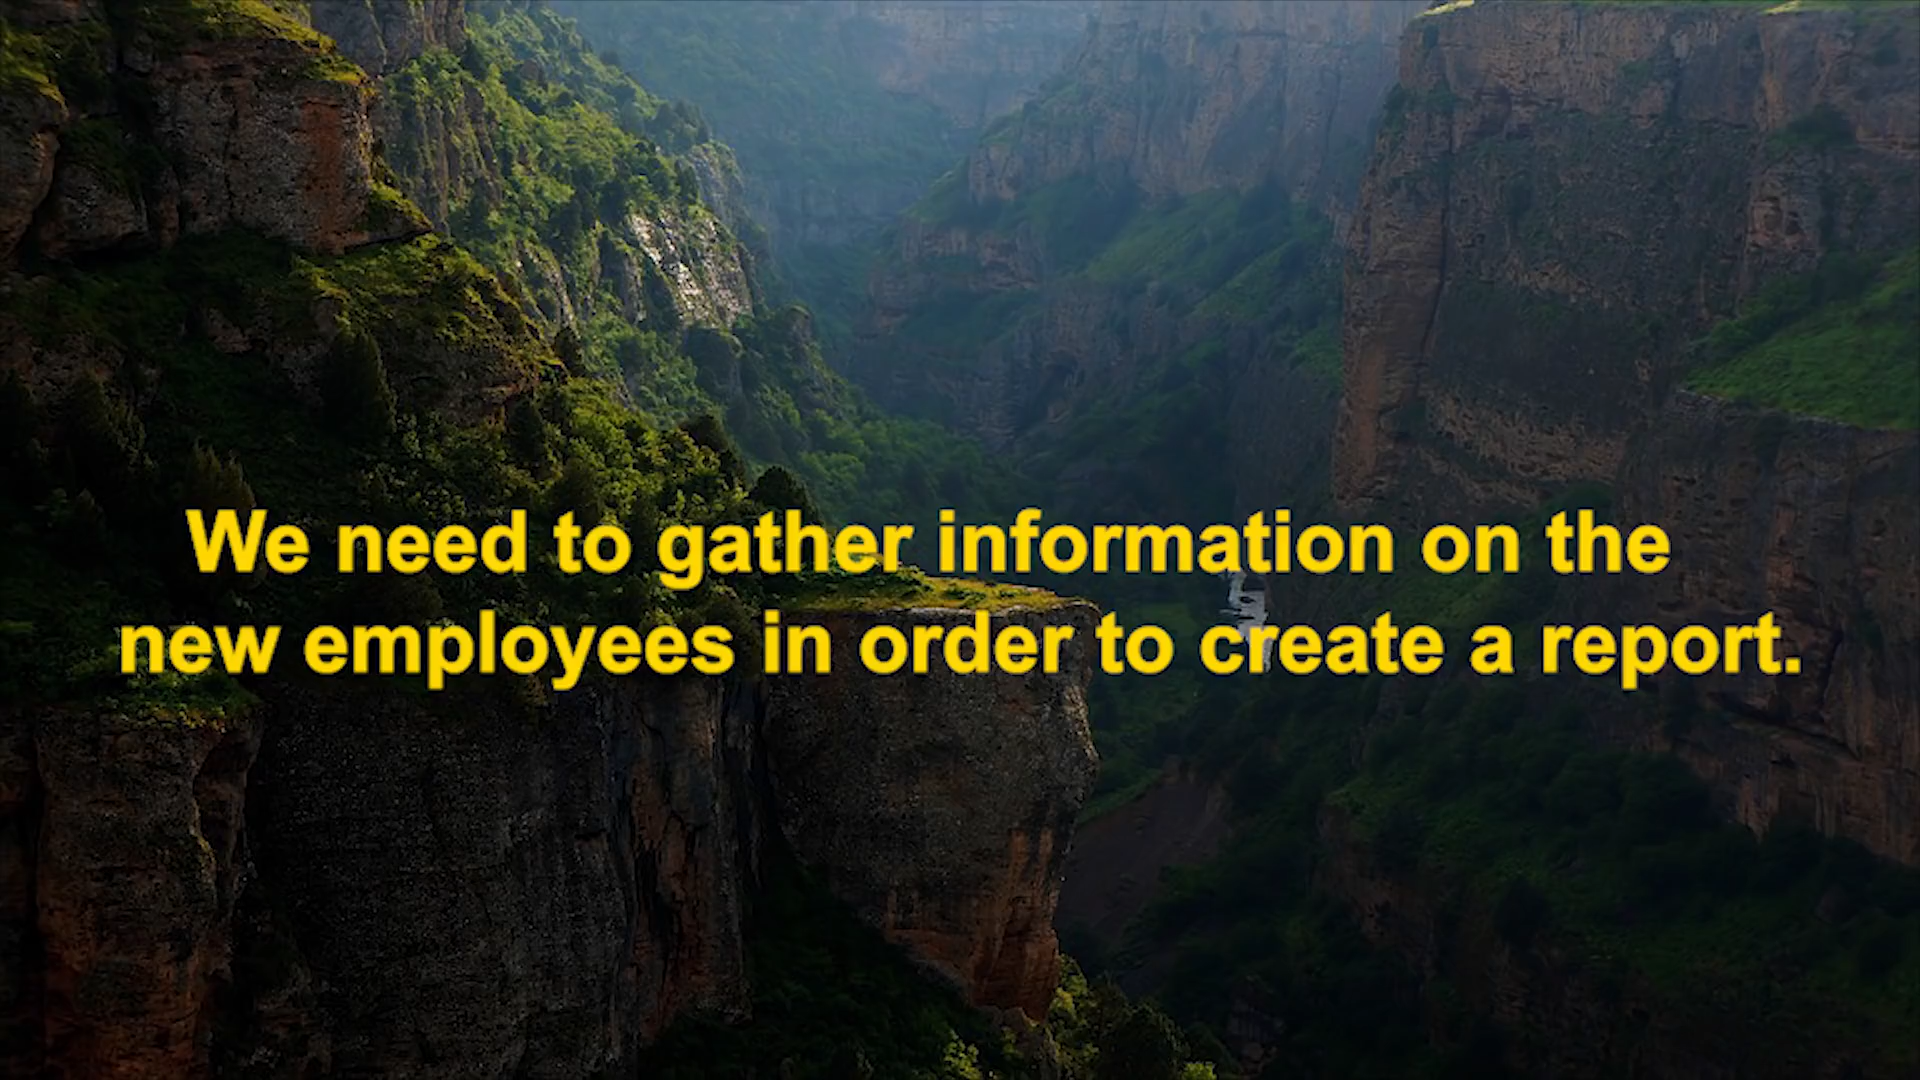 We need to gather information on the
new employees in order to create a report.